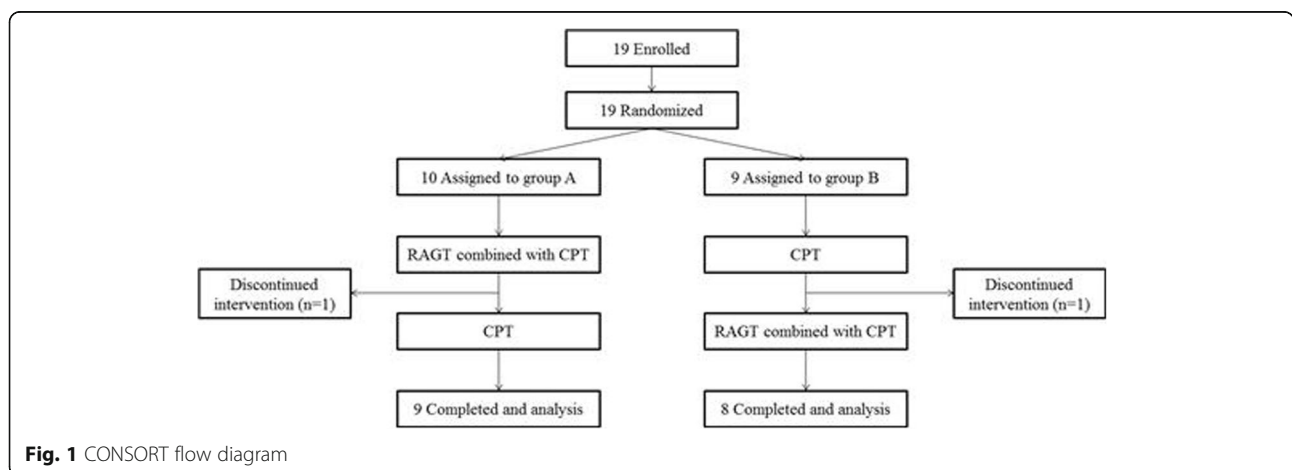 19 Enrolled
19 Randomized
10 Assigned to group A
9 Assigned to group B
RAGT combined with CPT
CPT
Discontinued
intervention (n=1)
Discontinued
intervention (n=1)
CPT
RAGT combined with CPT
9 Completed and analysis
8 Completed and analysis
Fig. 1 CONSORT flow diagram